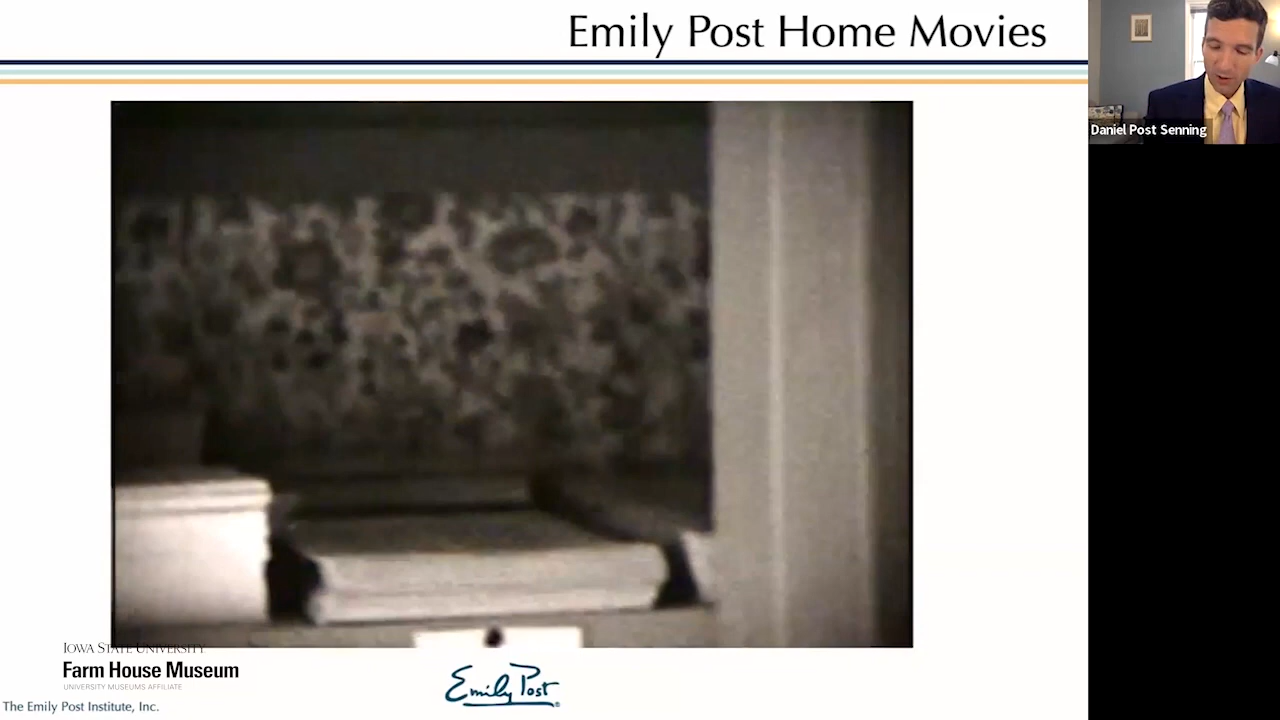 Emily Post Home Movies
Daniel Post Senning
IOWA STATE UNIVERSITY
Farm House Museum
UNIVERSITY MUSEUMS AFFILIATE
Emily Post
The Emily Post Institute, Inc.